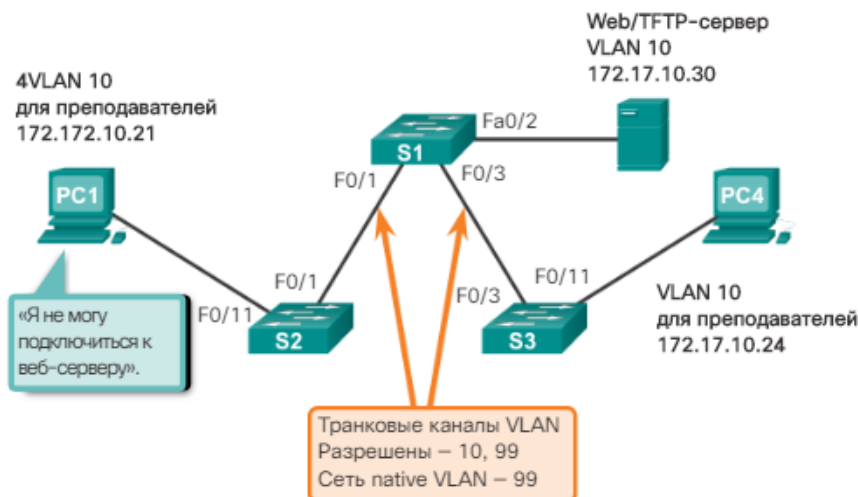 Web/TFTP-сервер
VLAN 10
172.17.10.30
4VLAN 10
для преподавателей
172.172.10.21
Fa0/2
S1
F0/1
F0/3
PC1
PC4
F0/1
F0/3
F0/11
F0/11
S2
S3
«Я не могу
подключиться к
веб-серверу».
VLAN 10
для преподавателей
172.17.10.24
Транковые каналы VLAN
Разрешены – 10, 99
Сеть native VLAN – 99